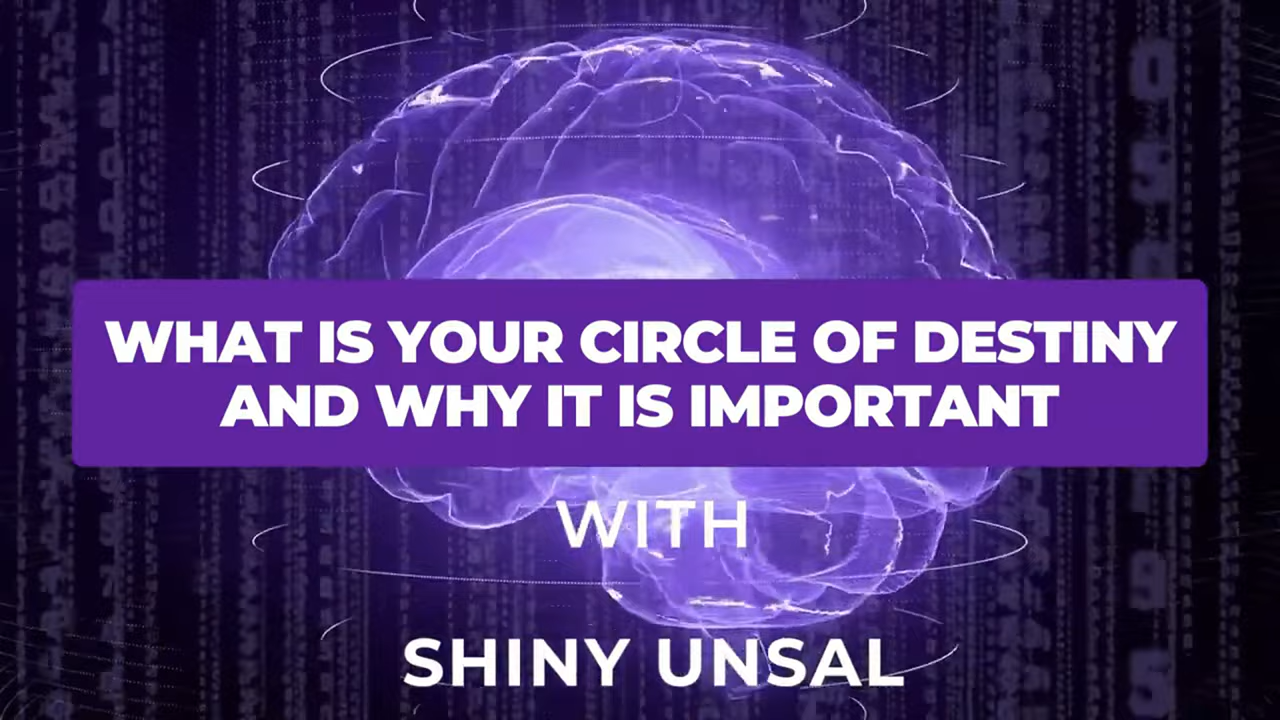 WHAT IS YOUR CIRCLE OF DESTINY
AND WHY IT IS IMPORTANT
WITH
SHINY UNSAL